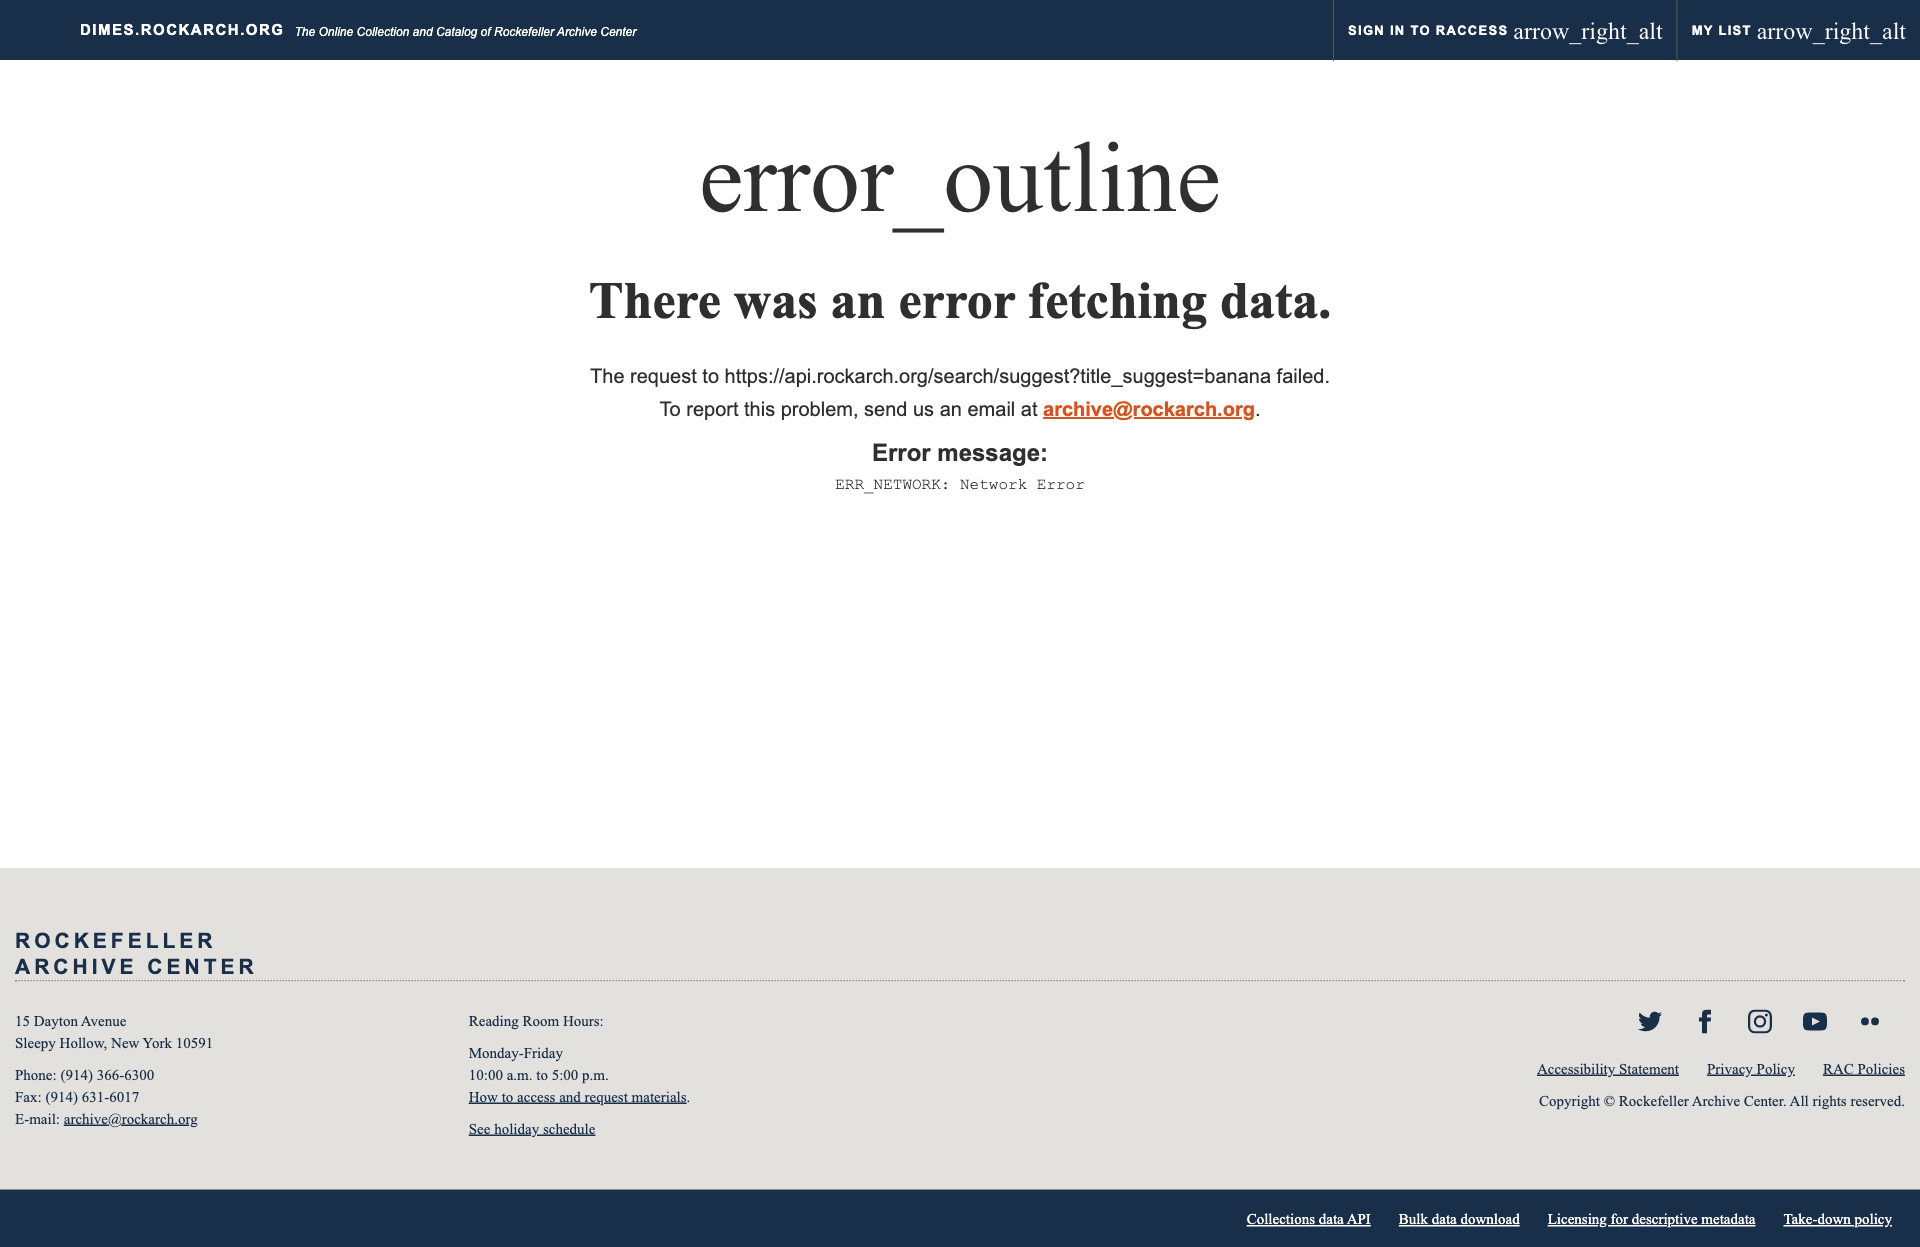 DIMES.ROCKARCH.ORG The Online Collection and Catalog of Rockefeller Archive Center
SIGN IN TO RACCESS arrow_right_alt
MY LIST arrow_right_alt
error_outline
There was an error fetching data.
The request to https://api.rockarch.org/search/suggest?title_suggest=banana failed.
To report this problem, send us an email at archive@rockarch.org.
Error message:
ERR_NETWORK: Network Error
ROCKEFELLER
ARCHIVE CENTER
15 Dayton Avenue
Sleepy Hollow, New York 10591
Phone: (914) 366-6300
Fax: (914) 631-6017
E-mail: archive@rockarch.org
Reading Room Hours:
Monday-Friday
10:00 a.m. to 5:00 p.m.
How to access and request materials.
See holiday schedule
Accessibility Statement Privacy Policy RAC Policies
Copyright © Rockefeller Archive Center. All rights reserved.
Collections data API Bulk data download Licensing for descriptive metadata Take-down policy